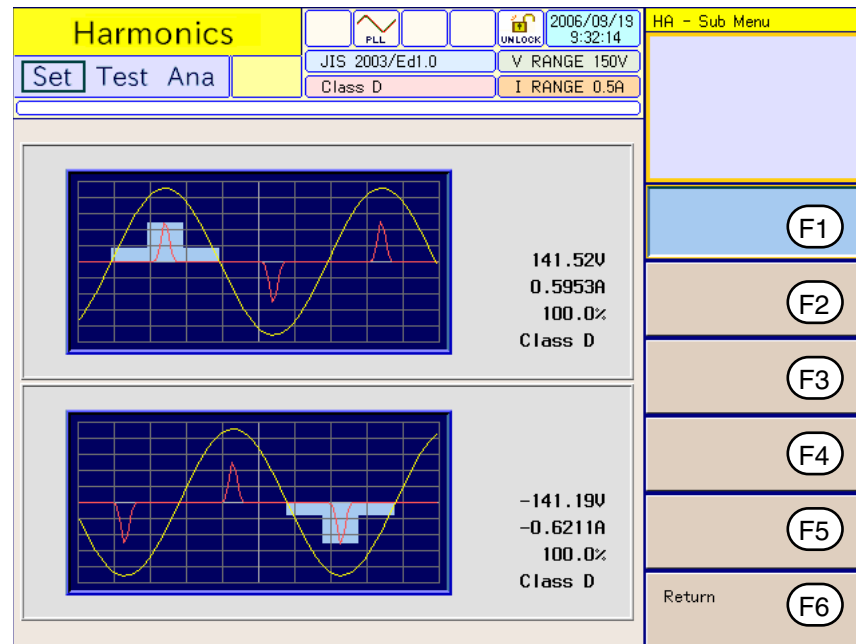 Harmonics
PLL
UNLOCK
2006/09/19
9:32:14
HA - Sub Menu
Set Test Ana
JIS 2003/Ed1.0
V RANGE 150V
Class D
I RANGE 0.5A
F1
141.52V
0.5953A
100.0%
Class D
F2
F3
F4
-141.19V
-0.6211A
100.0%
Class D
F5
Return
F6